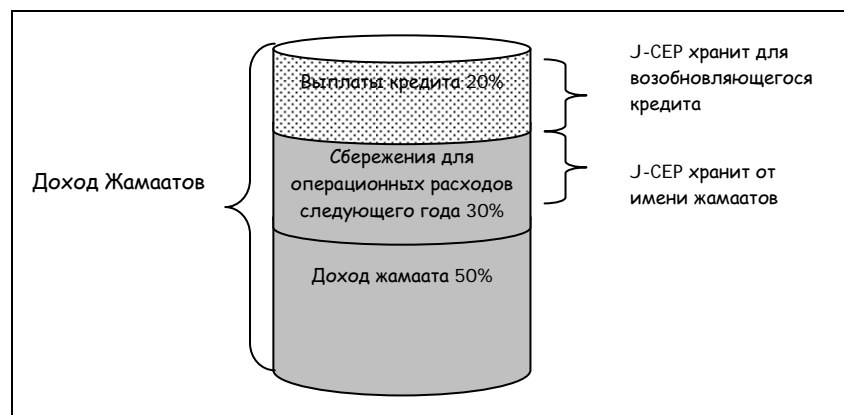 Доход Жамаатов
Выплаты кредита 20%
Сбережения для
операционных расходов
следующего года 30%
Доход жамаата 50%
J-CEP хранит для
возобновляющегося
кредита
J-CEP хранит от
имени жамаатов